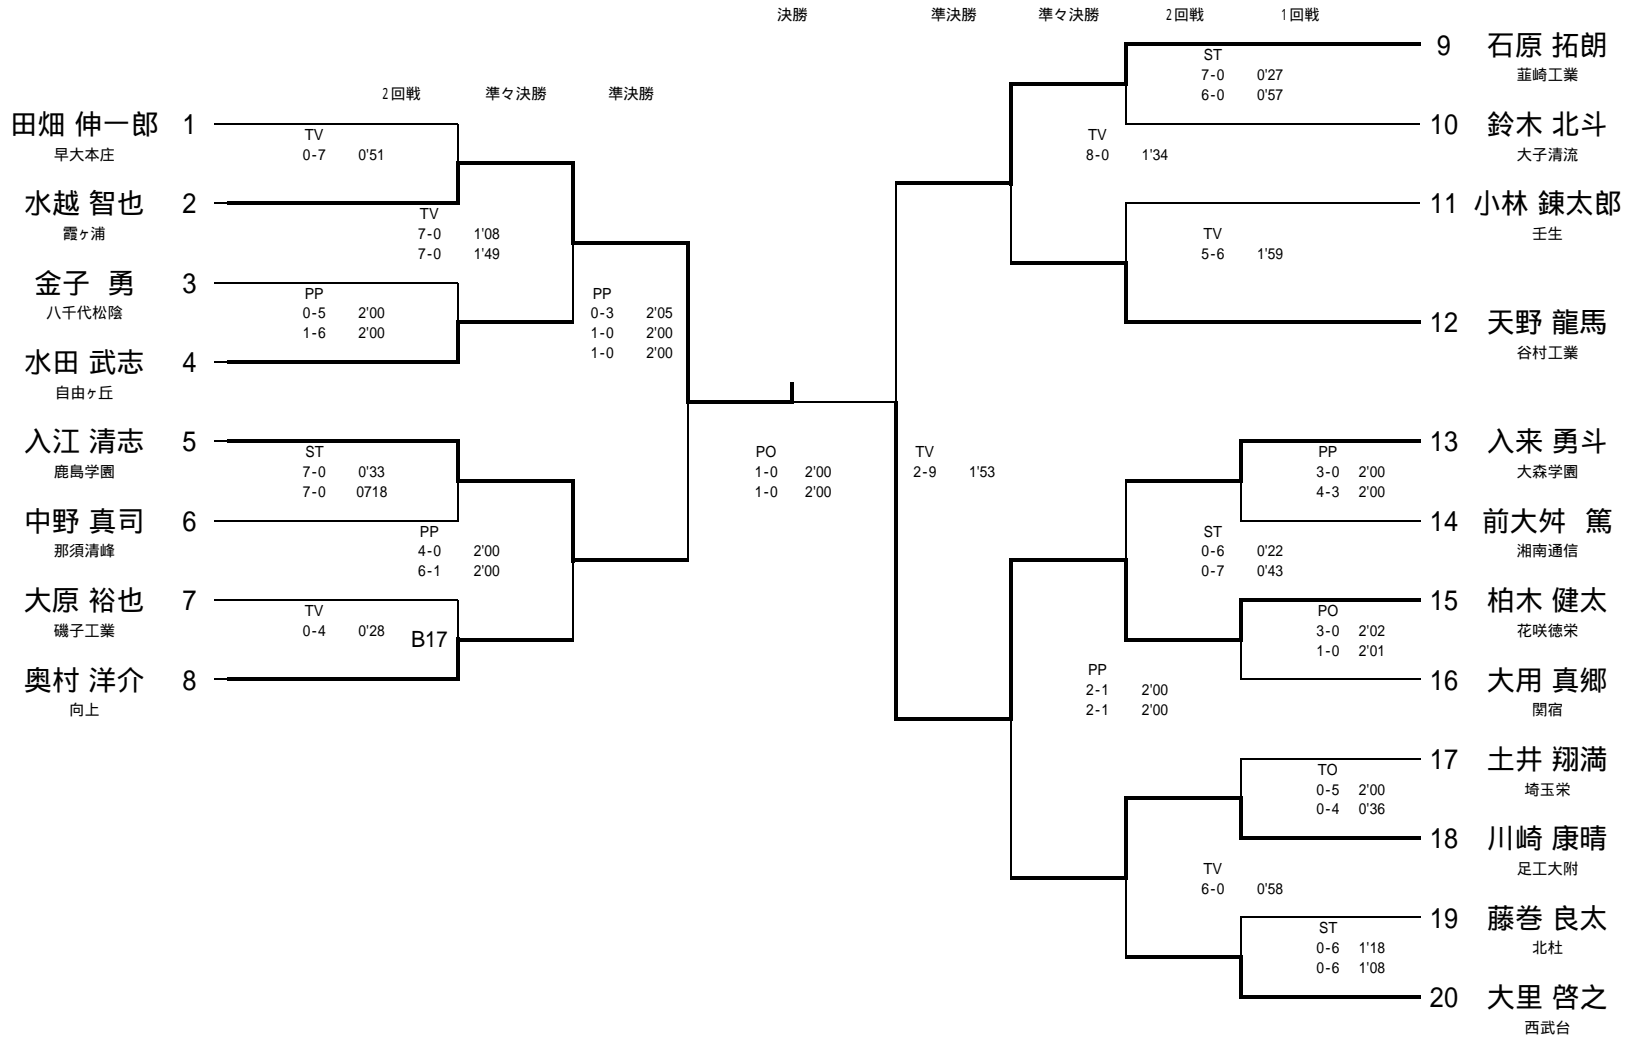 決勝 準決勝 準々決勝 2回戦 1回戦
2回戦 準々決勝 準決勝
田畑 伸一郎 1
早大本庄
TV
0-7 0'51
水越 智也 2
霞ヶ浦
TV
7-0 1'08
7-0 1'49
金子 勇 3
八千代松陰
PP
0-5 2'00
1-6 2'00
水田 武志 4
自由ヶ丘
PP
0-3 2'05
1-0 2'00
1-0 2'00
入江 清志 5
鹿島学園
ST
7-0 0'33
7-0 0718
中野 真司 6
那須清峰
PP
4-0 2'00
6-1 2'00
大原 裕也 7
磯子工業
TV
0-4 0'28
B17
奥村 洋介 8
向上
PO
1-0 2'00
1-0 2'00
TV
2-9 1'53
9 石原 拓朗
韮崎工業
ST
7-0 0'27
6-0 0'57
10 鈴木 北斗
大子清流
TV
8-0 1'34
11 小林 錬太郎
壬生
TV
5-6 1'59
12 天野 龍馬
谷村工業
13 入来 勇斗
大森学園
PP
3-0 2'00
4-3 2'00
14 前大舛 篤
湘南通信
ST
0-6 0'22
0-7 0'43
15 柏木 健太
花咲徳栄
PO
3-0 2'02
1-0 2'01
16 大用 真郷
関宿
PP
2-1 2'00
2-1 2'00
17 土井 翔満
埼玉栄
TO
0-5 2'00
0-4 0'36
18 川崎 康晴
足工大附
TV
6-0 0'58
19 藤巻 良太
北杜
ST
0-6 1'18
0-6 1'08
20 大里 啓之
西武台